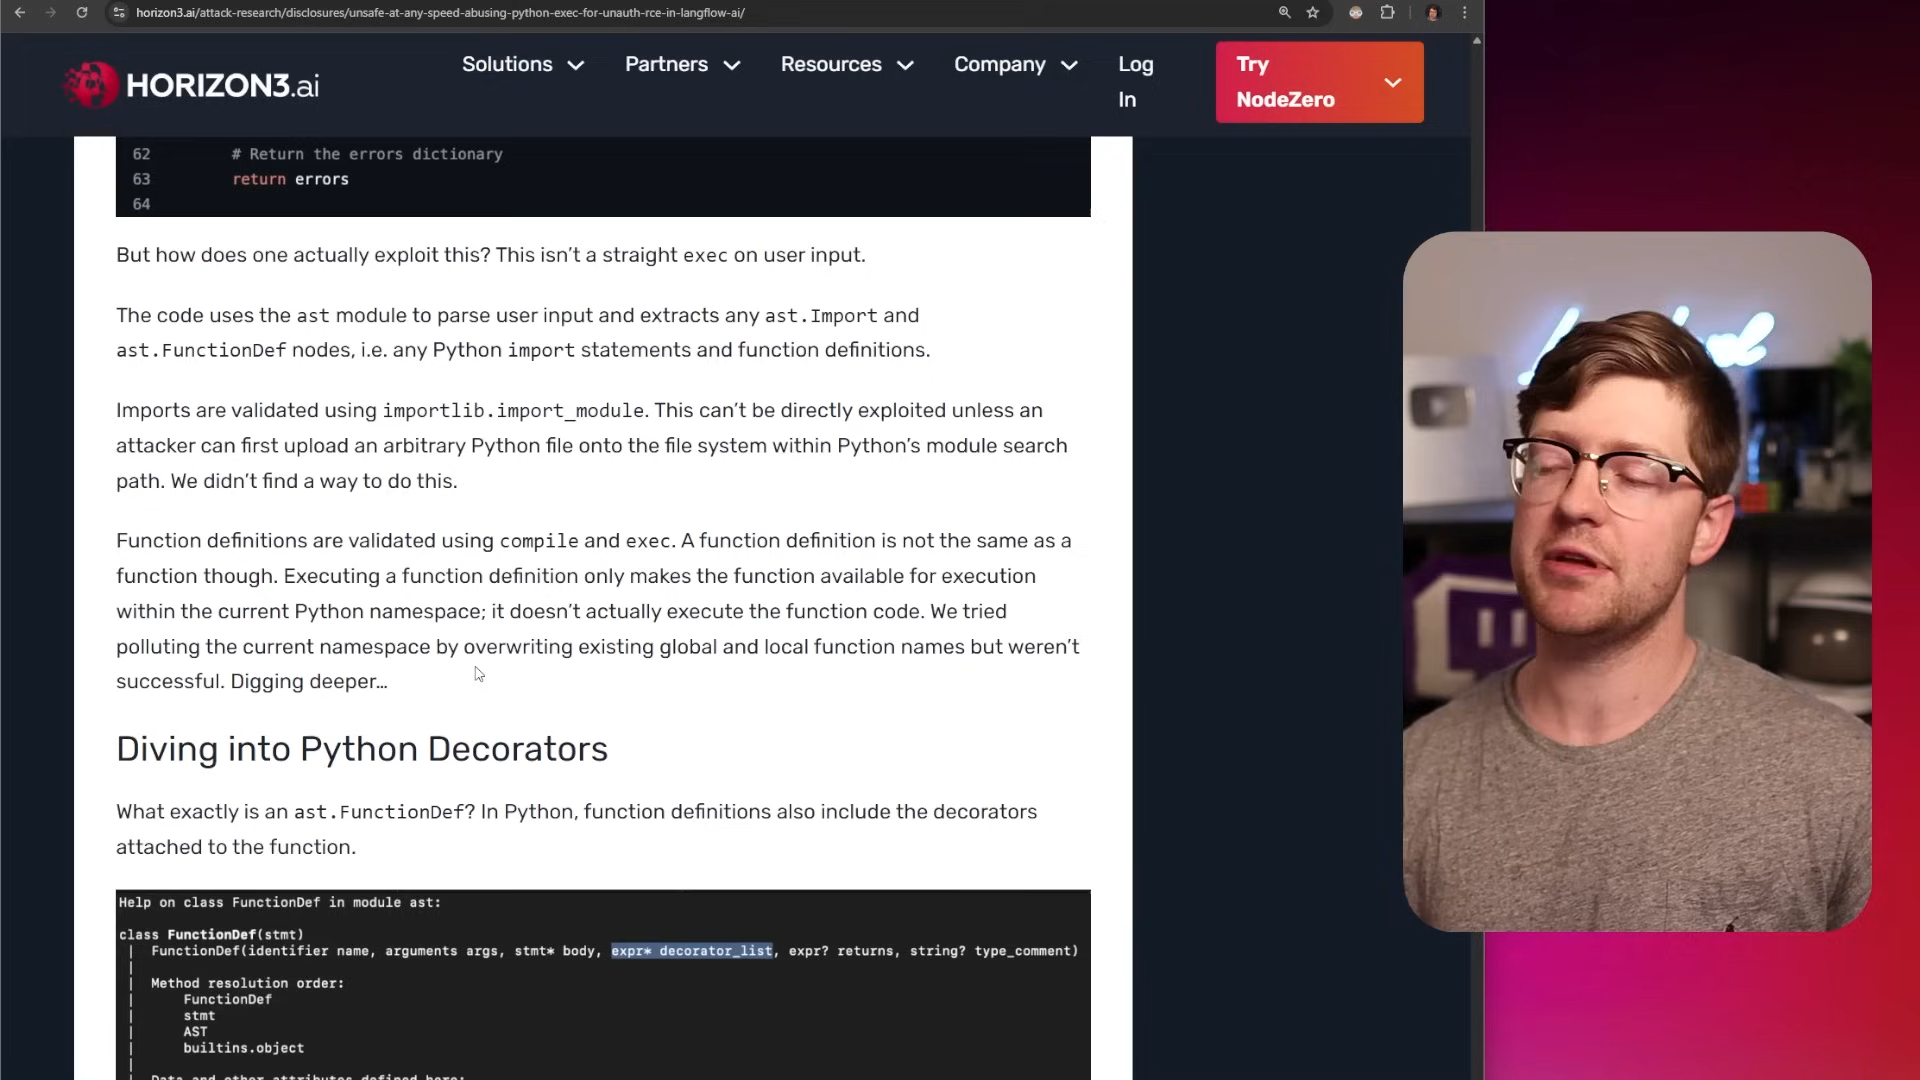 horizon3.ai/attack-research/disclosures/unsafe-at-any-speed-abusing-python-exec-for-unauth-rce-in-langflow-ai/
HORIZON3.ai
Solutions
Partners
Resources
Company
Log
In
Try
NodeZero
62 # Return the errors dictionary
63 return errors
64
But how does one actually exploit this? This isn’t a straight exec on user input.
The code uses the ast module to parse user input and extracts any ast.Import and
ast.FunctionDef nodes, i.e. any Python import statements and function definitions.
Imports are validated using importlib.import_module. This can’t be directly exploited unless an
attacker can first upload an arbitrary Python file onto the file system within Python’s module search
path. We didn’t find a way to do this.
Function definitions are validated using compile and exec. A function definition is not the same as a
function though. Executing a function definition only makes the function available for execution
within the current Python namespace; it doesn’t actually execute the function code. We tried
polluting the current namespace by overwriting existing global and local function names but weren’t
successful. Digging deeper…
Diving into Python Decorators
What exactly is an ast.FunctionDef? In Python, function definitions also include the decorators
attached to the function.
Help on class FunctionDef in module ast:
class FunctionDef(stmt)
| FunctionDef(identifier name, arguments args, stmt* body, expr* decorator_list, expr? returns, string? type_comment)
|
| Method resolution order:
| FunctionDef
| stmt
| AST
| builtins.object
|
| Data and other attributes defined here: